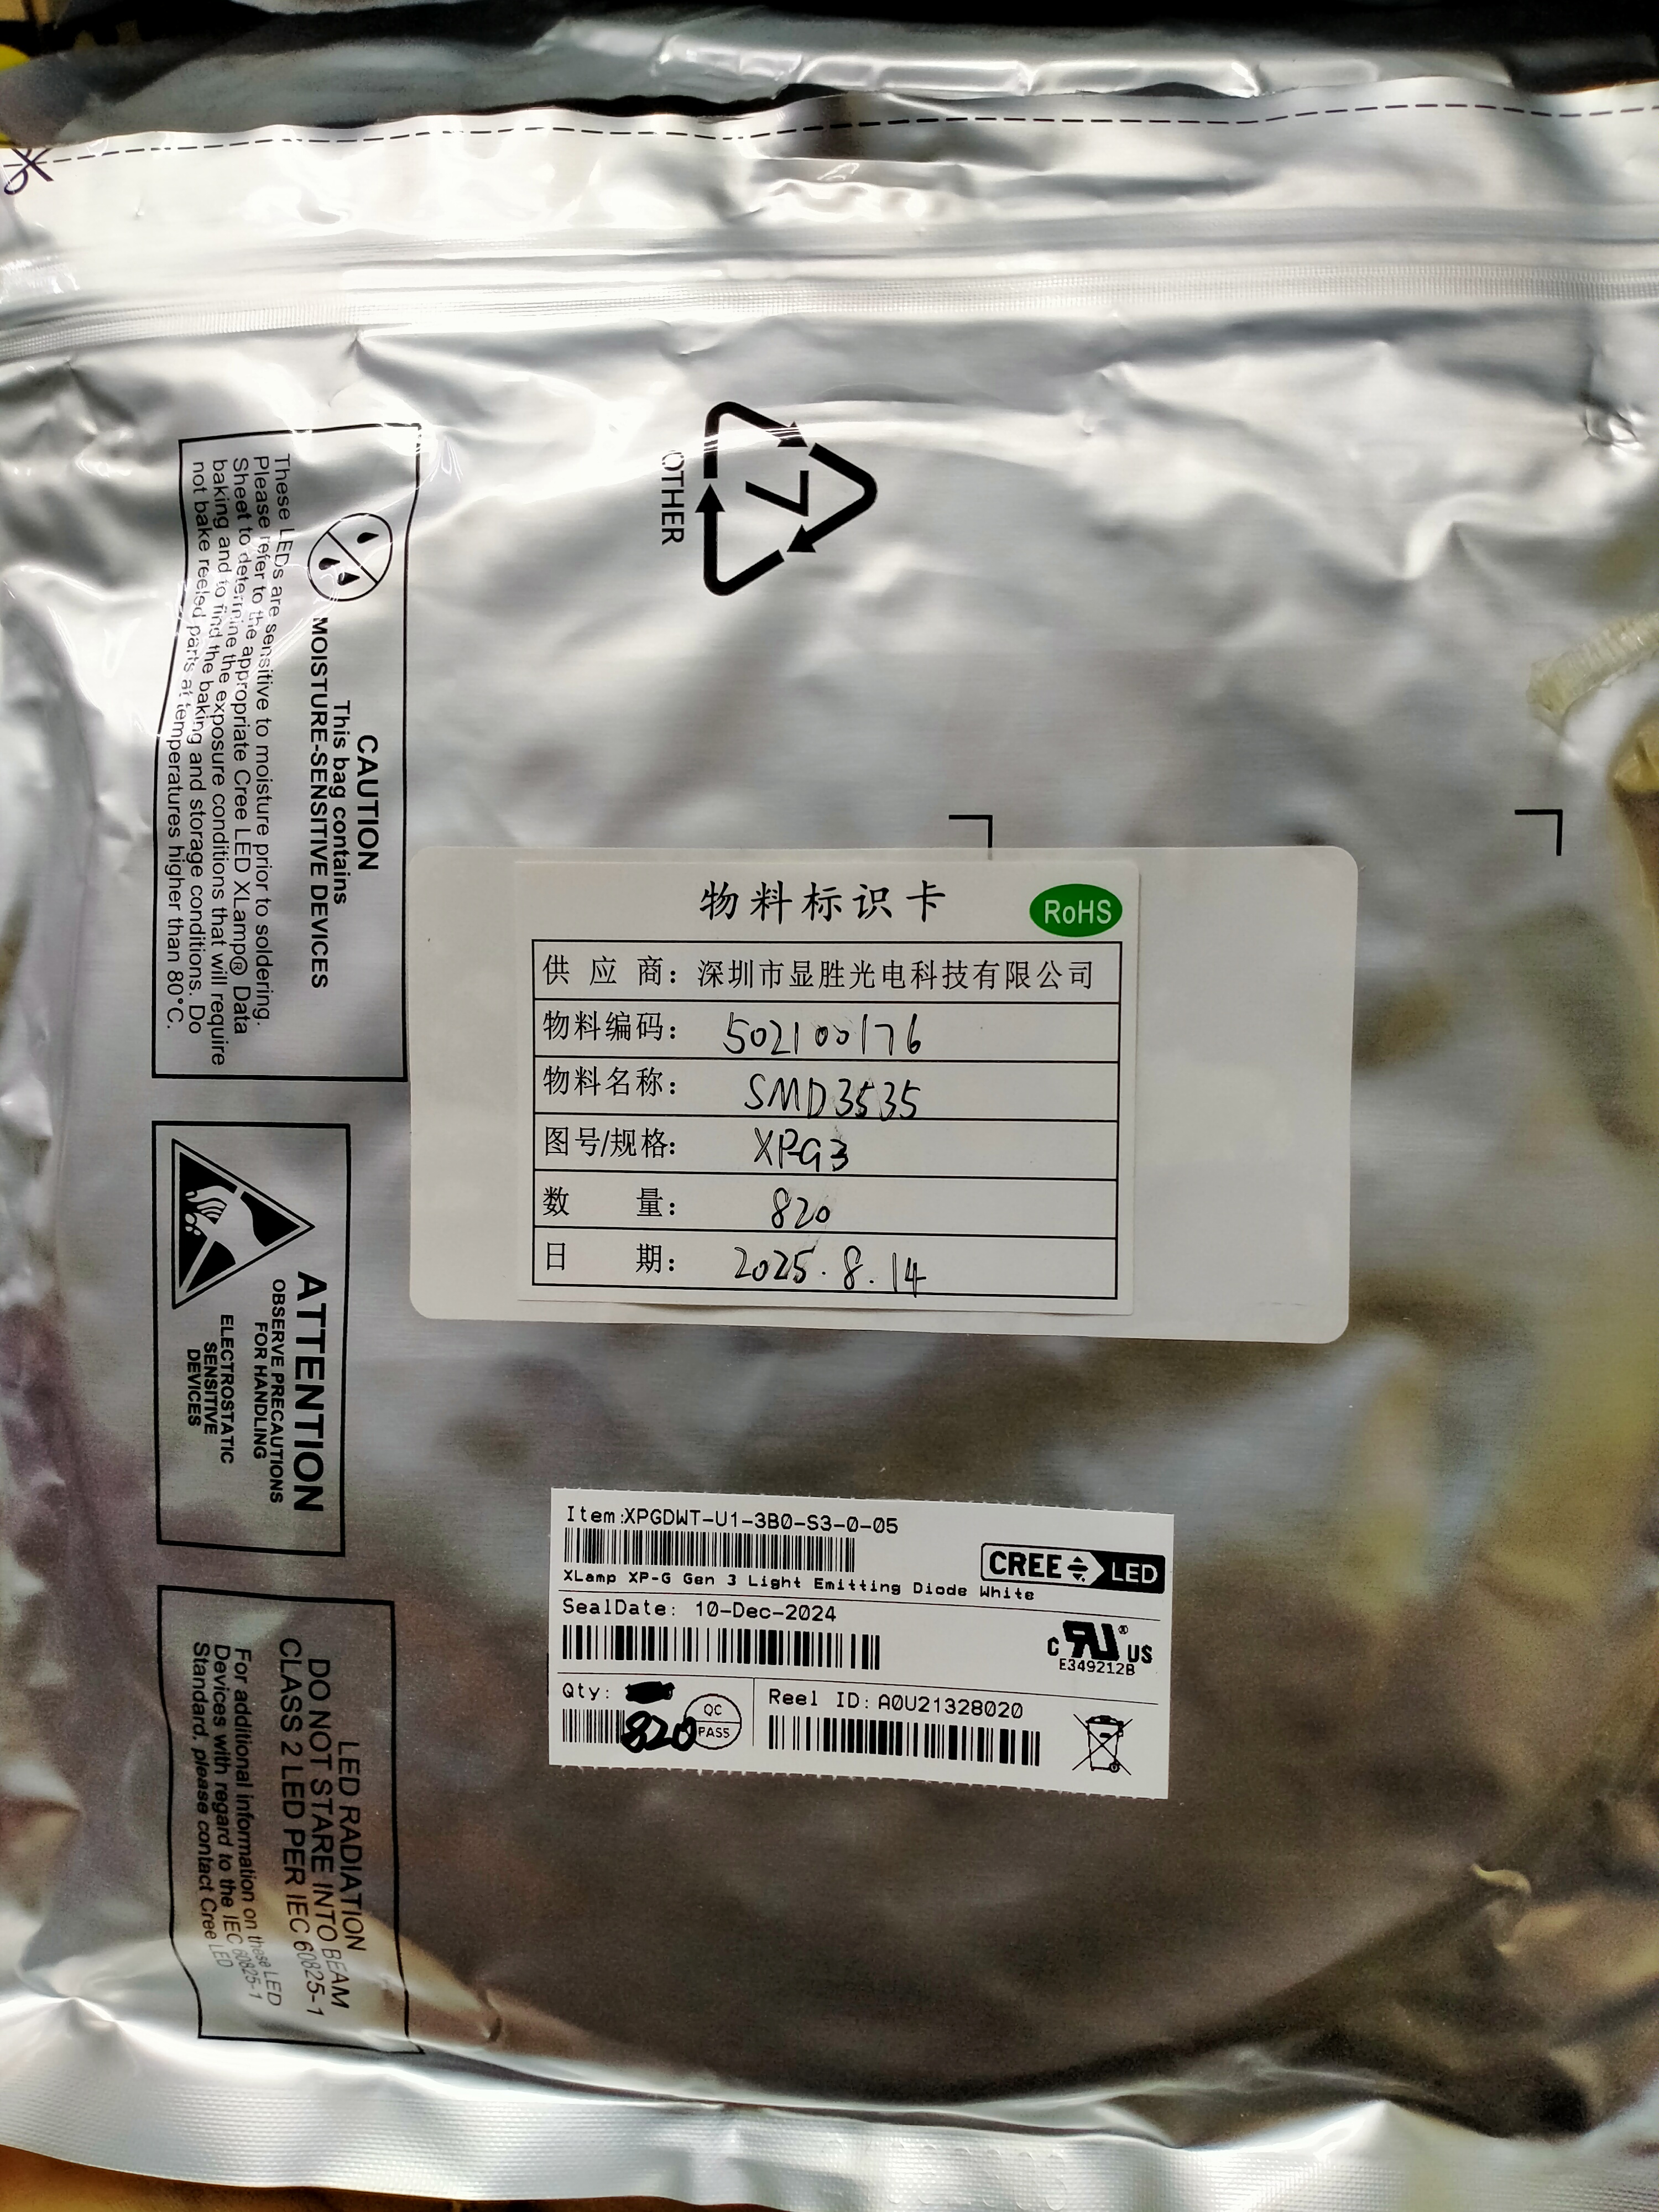 7
OTHER
CAUTION
This bag contains
MOISTURE-SENSITIVE DEVICES
These LEDs are sensitive to moisture prior to soldering.
Please refer to the appropriate Cree LED XLamp® Data
Sheet to determine the exposure conditions that will require
baking and to find the baking and storage conditions. Do
not bake reeled parts at temperatures higher than 80°C.
物料标识卡
RoHS
供应商：深圳市显胜光电科技有限公司
物料编码：502100176
物料名称：SMD3535
图号/规格：XPG3
数量：820
日期：2025.8.14
ATTENTION
OBSERVE PRECAUTIONS
FOR HANDLING
ELECTROSTATIC
SENSITIVE
DEVICES
Item:XPGDWT-U1-3B0-S3-0-05
CREE LED
XLamp XP-G Gen 3 Light Emitting Diode White
SealDate: 10-Dec-2024
C RU ® US
E349212B
Qty:
820
QC
PASS
Reel ID: A0U21328020
LED RADIATION
DO NOT STARE INTO BEAM
CLASS 2 LED PER IEC 60825-1
For additional information on these LED
Devices with regard to the IEC 60825-1
Standard, please contact Cree LED